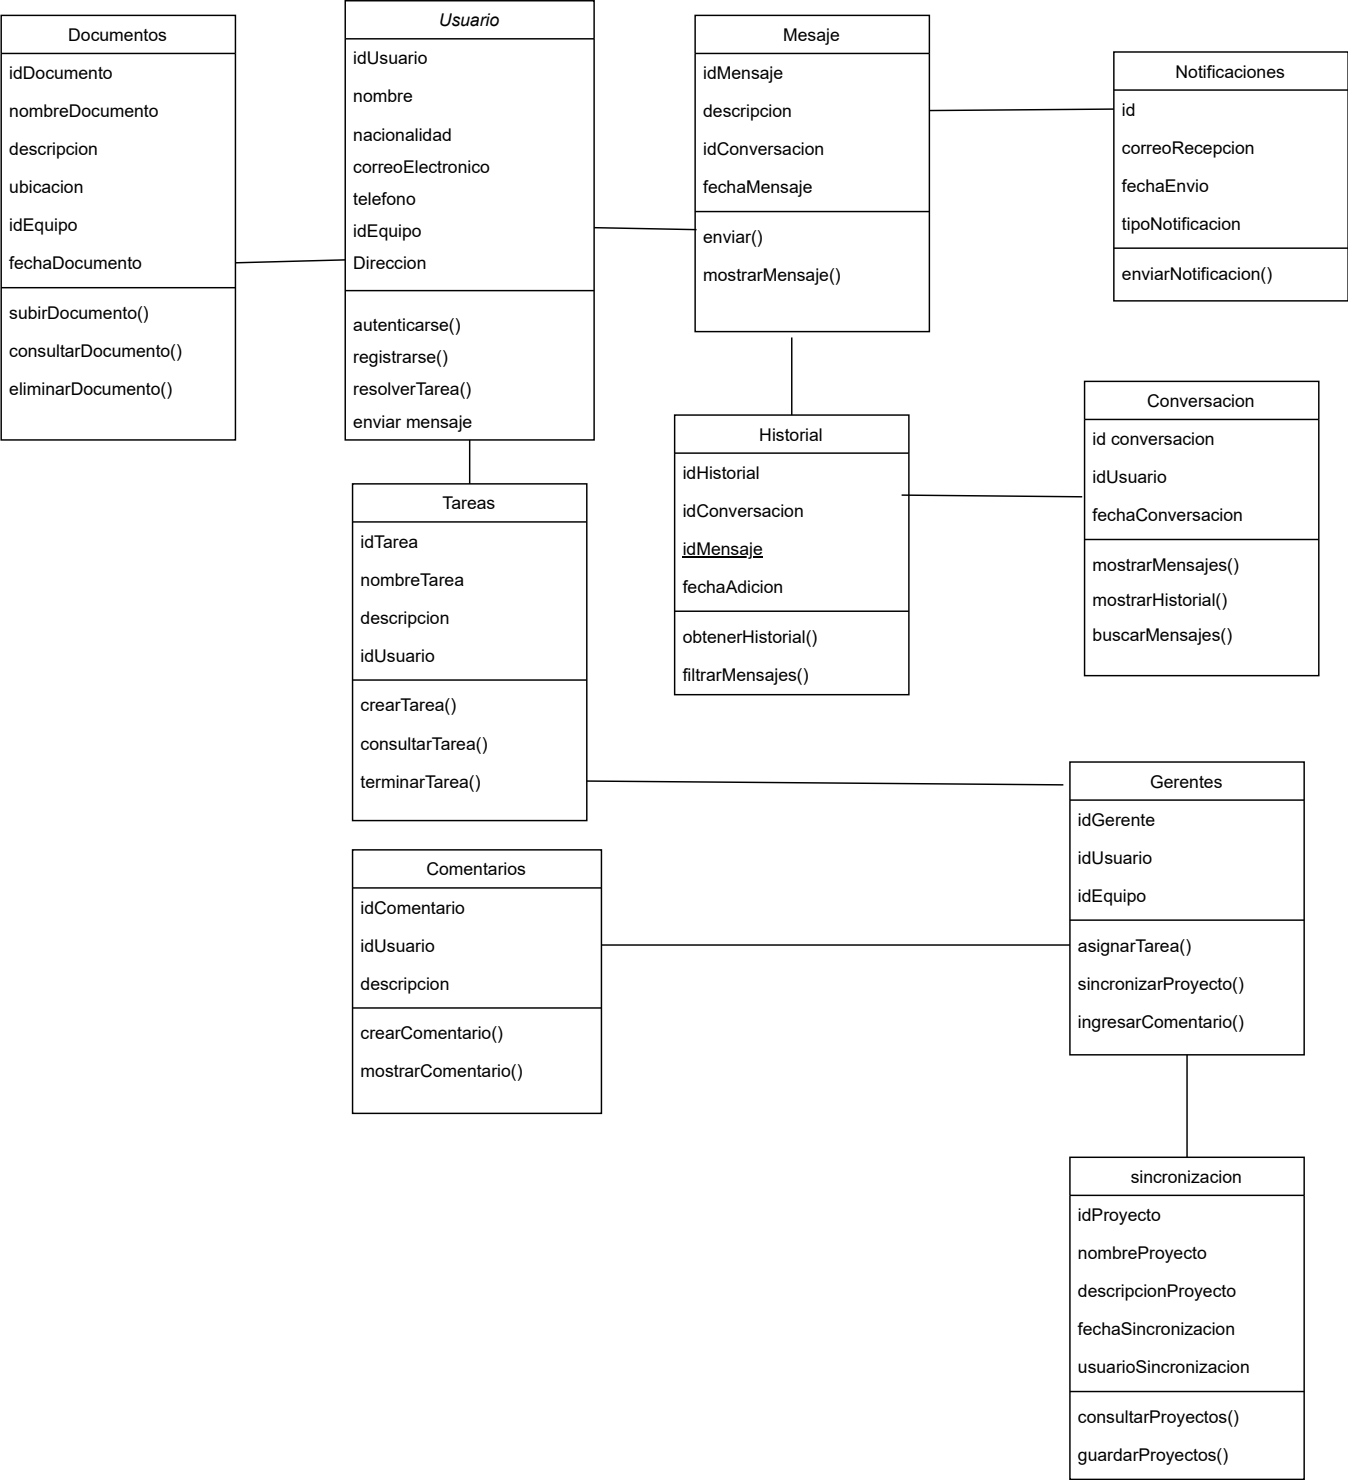 Documentos
idDocumento
nombreDocumento
descripcion
ubicacion
idEquipo
fechaDocumento
subirDocumento()
consultarDocumento()
eliminarDocumento()
Usuario
idUsuario
nombre
nacionalidad
correoElectronico
telefono
idEquipo
Direccion
autenticarse()
registrarse()
resolverTarea()
enviar mensaje
Mesaje
idMensaje
descripcion
idConversacion
fechaMensaje
enviar()
mostrarMensaje()
Notificaciones
id
correoRecepcion
fechaEnvio
tipoNotificacion
enviarNotificacion()
Historial
idHistorial
idConversacion
idMensaje
fechaAdicion
obtenerHistorial()
filtrarMensajes()
Conversacion
id conversacion
idUsuario
fechaConversacion
mostrarMensajes()
mostrarHistorial()
buscarMensajes()
Tareas
idTarea
nombreTarea
descripcion
idUsuario
crearTarea()
consultarTarea()
terminarTarea()
Gerentes
idGerente
idUsuario
idEquipo
asignarTarea()
sincronizarProyecto()
ingresarComentario()
Comentarios
idComentario
idUsuario
descripcion
crearComentario()
mostrarComentario()
sincronizacion
idProyecto
nombreProyecto
descripcionProyecto
fechaSincronizacion
usuarioSincronizacion
consultarProyectos()
guardarProyectos()